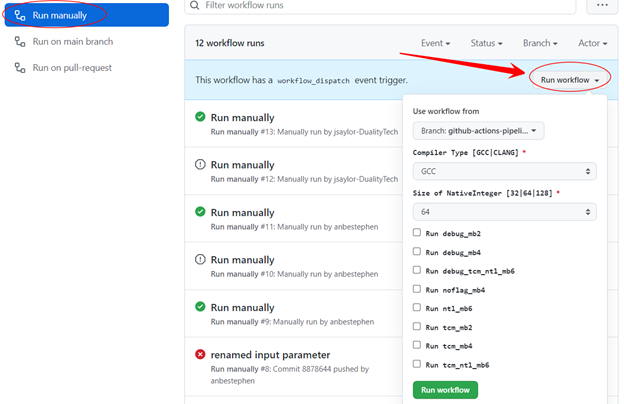 Run manually
Run on main branch
Run on pull-request
Filter workflow runs
12 workflow runs
Event
Status
Branch
Actor
This workflow has a workflow_dispatch event trigger.
Run workflow
Run manually
Run manually #13: Manually run by jsaylor-DualityTech
Run manually
Run manually #12: Manually run by jsaylor-DualityTech
Run manually
Run manually #11: Manually run by anbestephen
Run manually
Run manually #10: Manually run by anbestephen
Run manually
Run manually #9: Manually run by anbestephen
renamed input parameter
Run manually #8: Commit 8878644 pushed by
anbestephen
Use workflow from
Branch: github-actions-pipeli...
Compiler Type [GCC|CLANG] *
GCC
Size of NativeInteger [32|64|128] *
64
Run debug_mb2
Run debug_mb4
Run debug_tcm_ntl_mb6
Run noflag_mb4
Run ntl_mb6
Run tcm_mb2
Run tcm_mb4
Run tcm_ntl_mb6
Run workflow